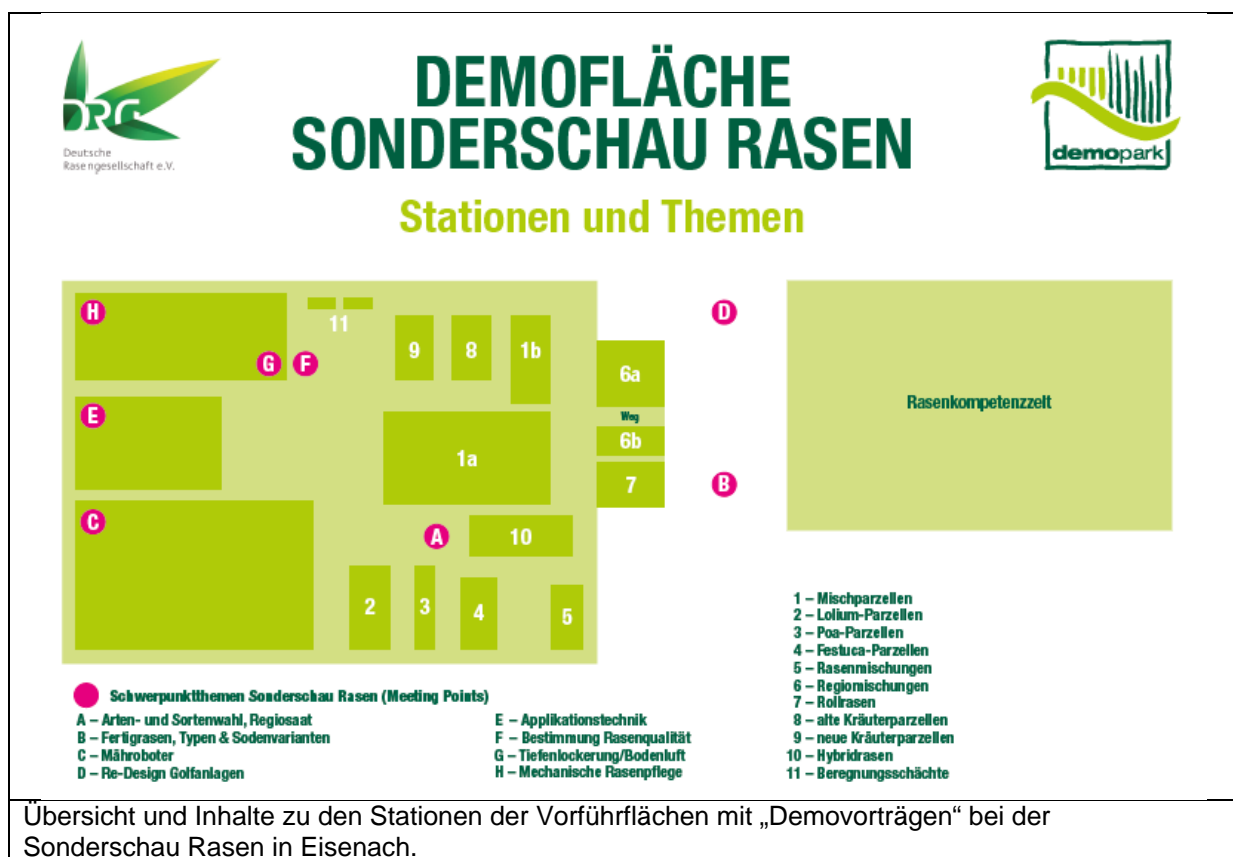 DRG
Deutsche
Rasengesellschaft e.V.
DEMOFLÄCHE
SONDERSCHAU RASEN
demopark
Stationen und Themen
H
11
G
F
9
8
1b
D
6a
Weg
6b
7
E
1a
B
Rasenkompetenzzelt
C
A
10
2
3
4
5
Schwerpunktthemen Sonderschau Rasen (Meeting Points)
A – Arten- und Sortenwahl, Regiosaat
B – Fertigrasen, Typen & Sodenvarianten
C – Mähroboter
D – Re-Design Golfanlagen
E – Applikationstechnik
F – Bestimmung Rasenqualität
G – Tiefenlockerung/Bodenluft
H – Mechanische Rasenpflege
1 – Mischparzellen
2 – Lolium-Parzellen
3 – Poa-Parzellen
4 – Festuca-Parzellen
5 – Rasenmischungen
6 – Regiomischungen
7 – Rollrasen
8 – alte Kräuterparzellen
9 – neue Kräuterparzellen
10 – Hybridrasen
11 – Beregnungsschächte
Übersicht und Inhalte zu den Stationen der Vorführflächen mit „Demovorträgen“ bei der
Sonderschau Rasen in Eisenach.